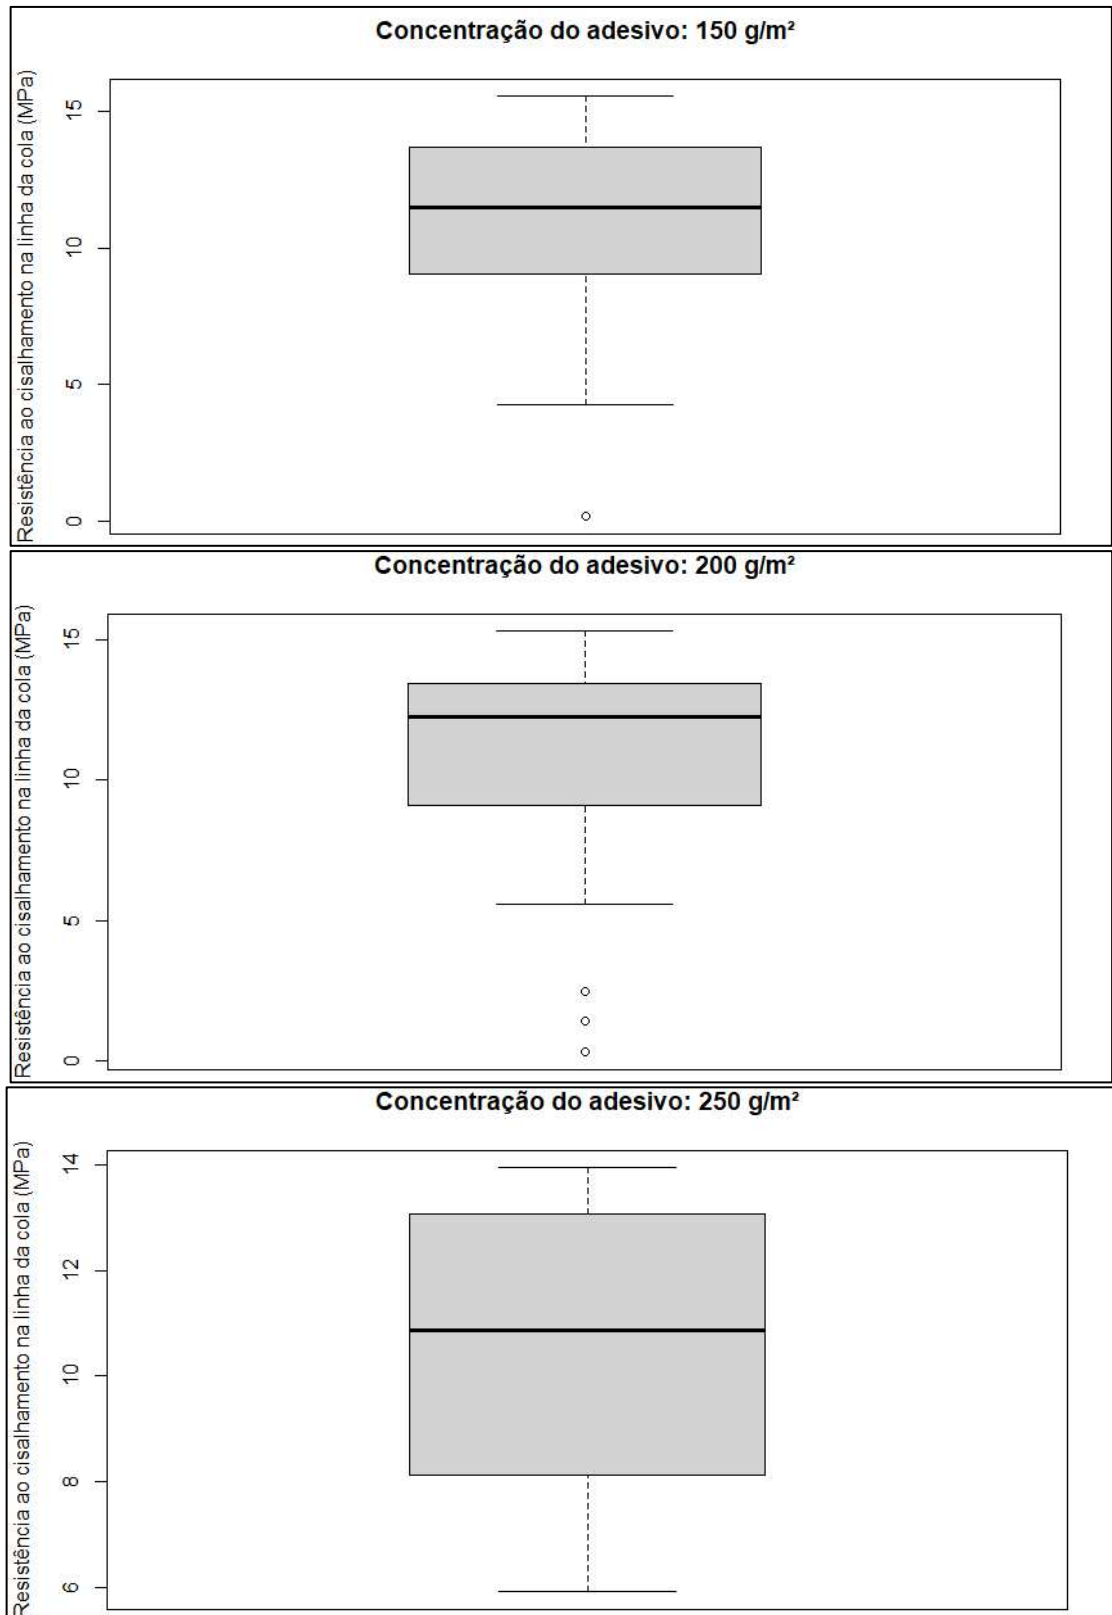 Concentração do adesivo: 150 g/m²
Resistência ao cisalhamento na linha da cola (MPa)
15
10
5
0
Concentração do adesivo: 200 g/m²
Resistência ao cisalhamento na linha da cola (MPa)
15
10
5
0
Concentração do adesivo: 250 g/m²
Resistência ao cisalhamento na linha da cola (MPa)
14
12
10
8
6